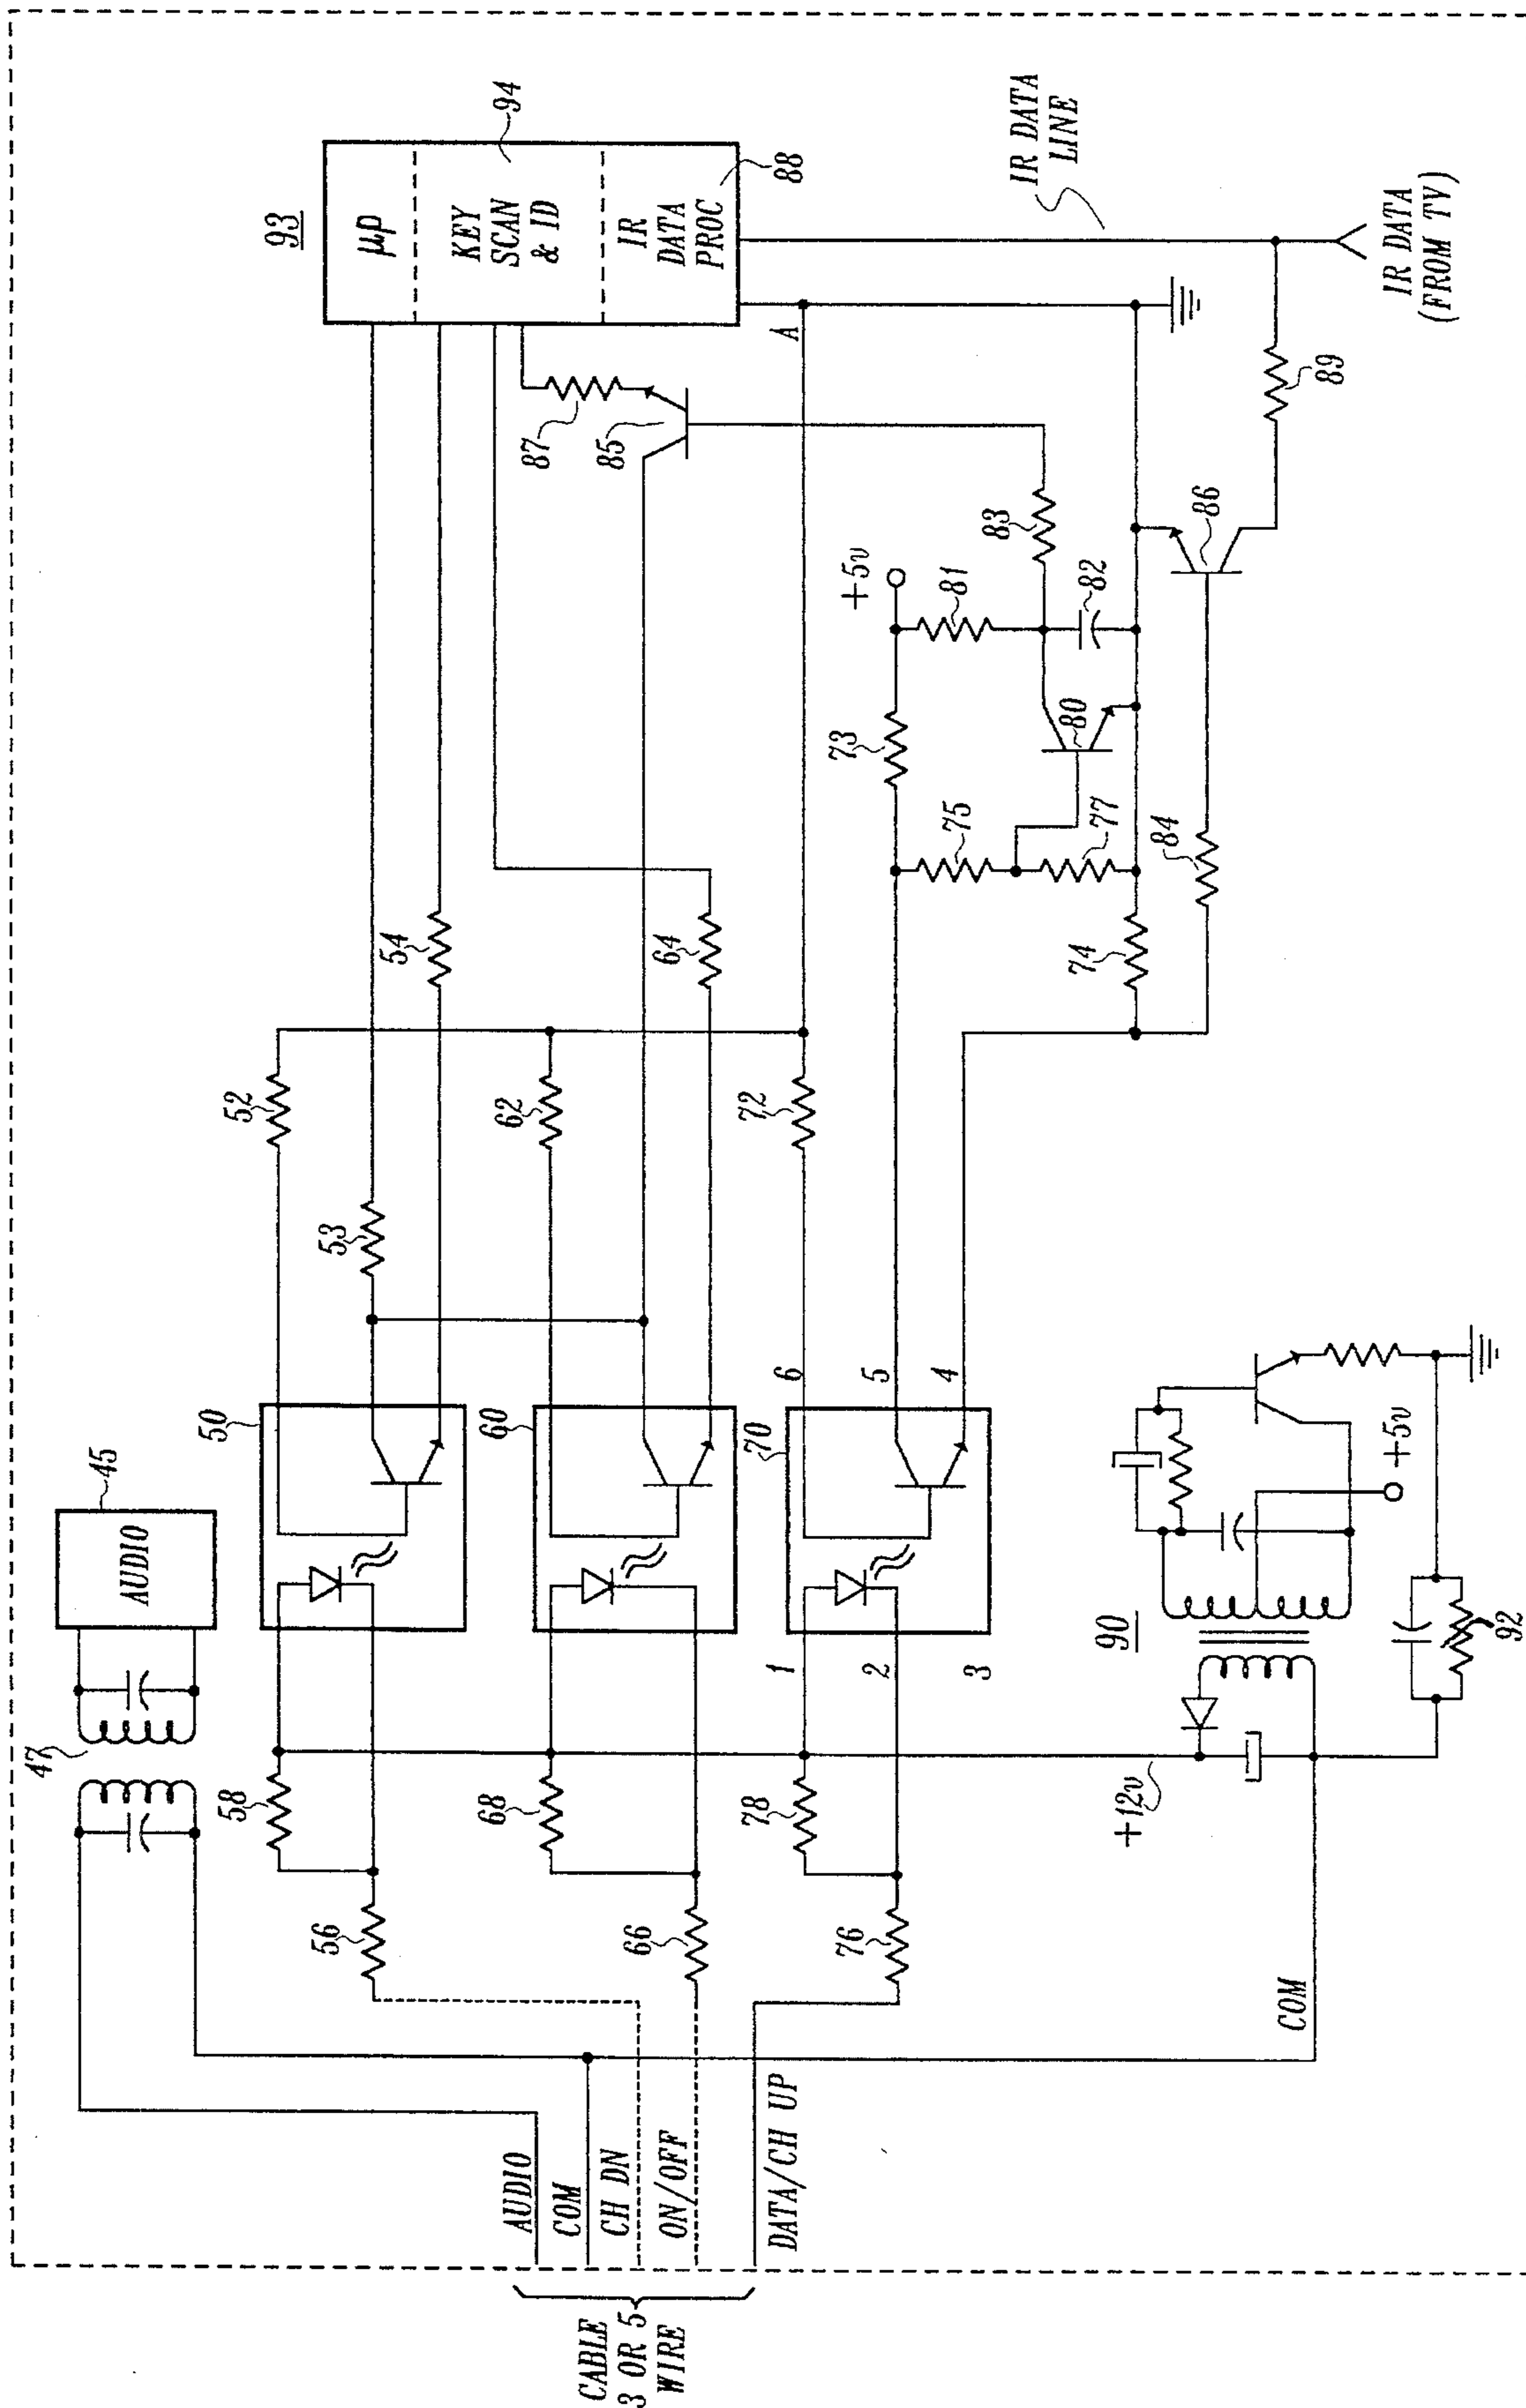 47
AUDIO
45
93
μp
KEY
SCAN
& ID
IR
DATA
PROC
94
88
58
50
52
53
54
56
68
60
62
64
66
78
70
72
76
1
2
3
6
5
4
A
87
85
73
+5v
81
83
75
80
82
77
74
84
86
89
IR DATA
LINE
IR DATA
(FROM TV)
AUDIO
COM
CH DN
ON/OFF
DATA/CH UP
CABLE
3 OR 5
WIRE
COM
+12v
90
+5v
92